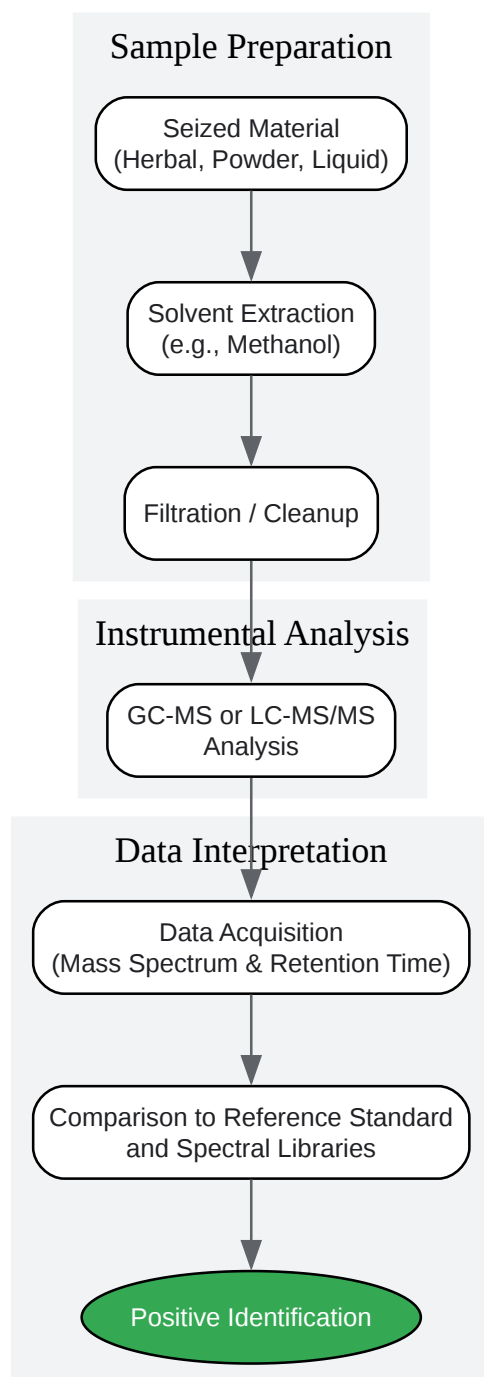 Sample Preparation
Seized Material
(Herbal, Powder, Liquid)
Solvent Extraction
(e.g., Methanol)
Filtration / Cleanup
Instrumental Analysis
GC-MS or LC-MS/MS
Analysis
Data Interpretation
Data Acquisition
(Mass Spectrum & Retention Time)
Comparison to Reference Standard
and Spectral Libraries
Positive Identification